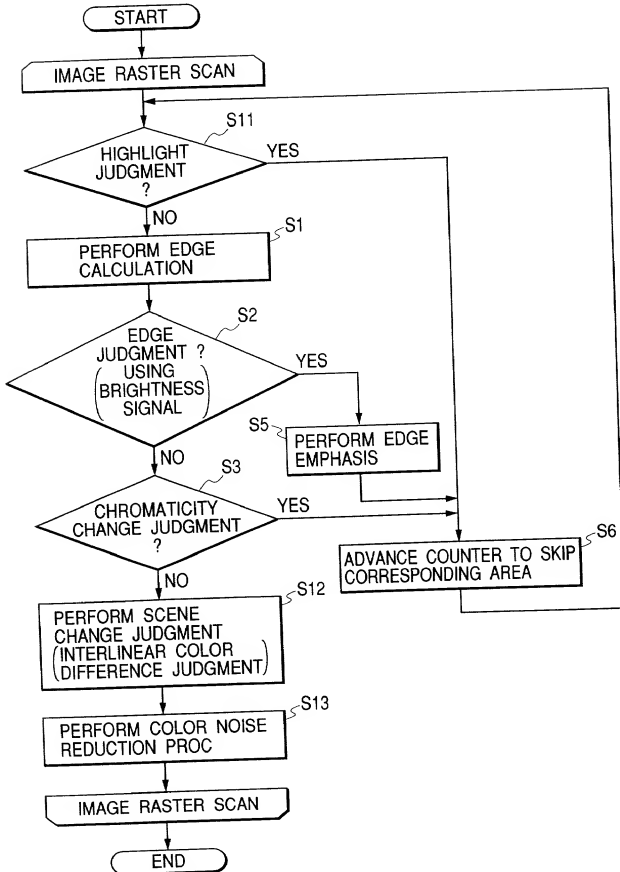 START
IMAGE RASTER SCAN
S11
HIGHLIGHT
JUDGMENT
?
YES
NO
S1
PERFORM EDGE
CALCULATION
S2
EDGE
JUDGMENT ?
(USING
BRIGHTNESS
SIGNAL)
YES
NO
S5
PERFORM EDGE
EMPHASIS
S3
CHROMATICITY
CHANGE JUDGMENT
?
YES
NO
S6
ADVANCE COUNTER TO SKIP
CORRESPONDING AREA
S12
PERFORM SCENE
CHANGE JUDGMENT
(INTERLINEAR COLOR
DIFFERENCE JUDGMENT)
S13
PERFORM COLOR NOISE
REDUCTION PROC
IMAGE RASTER SCAN
END